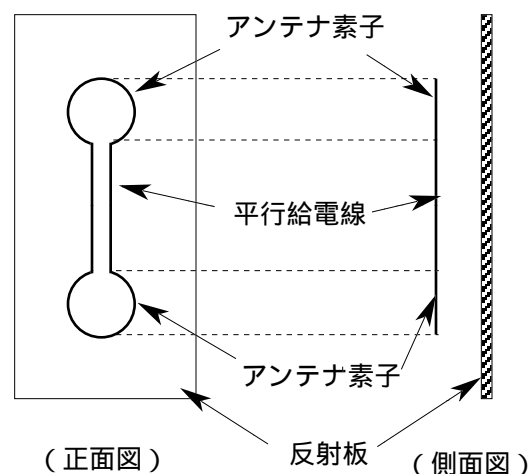 アンテナ素子
平行給電線
アンテナ素子
反射板
（正面図）
（側面図）